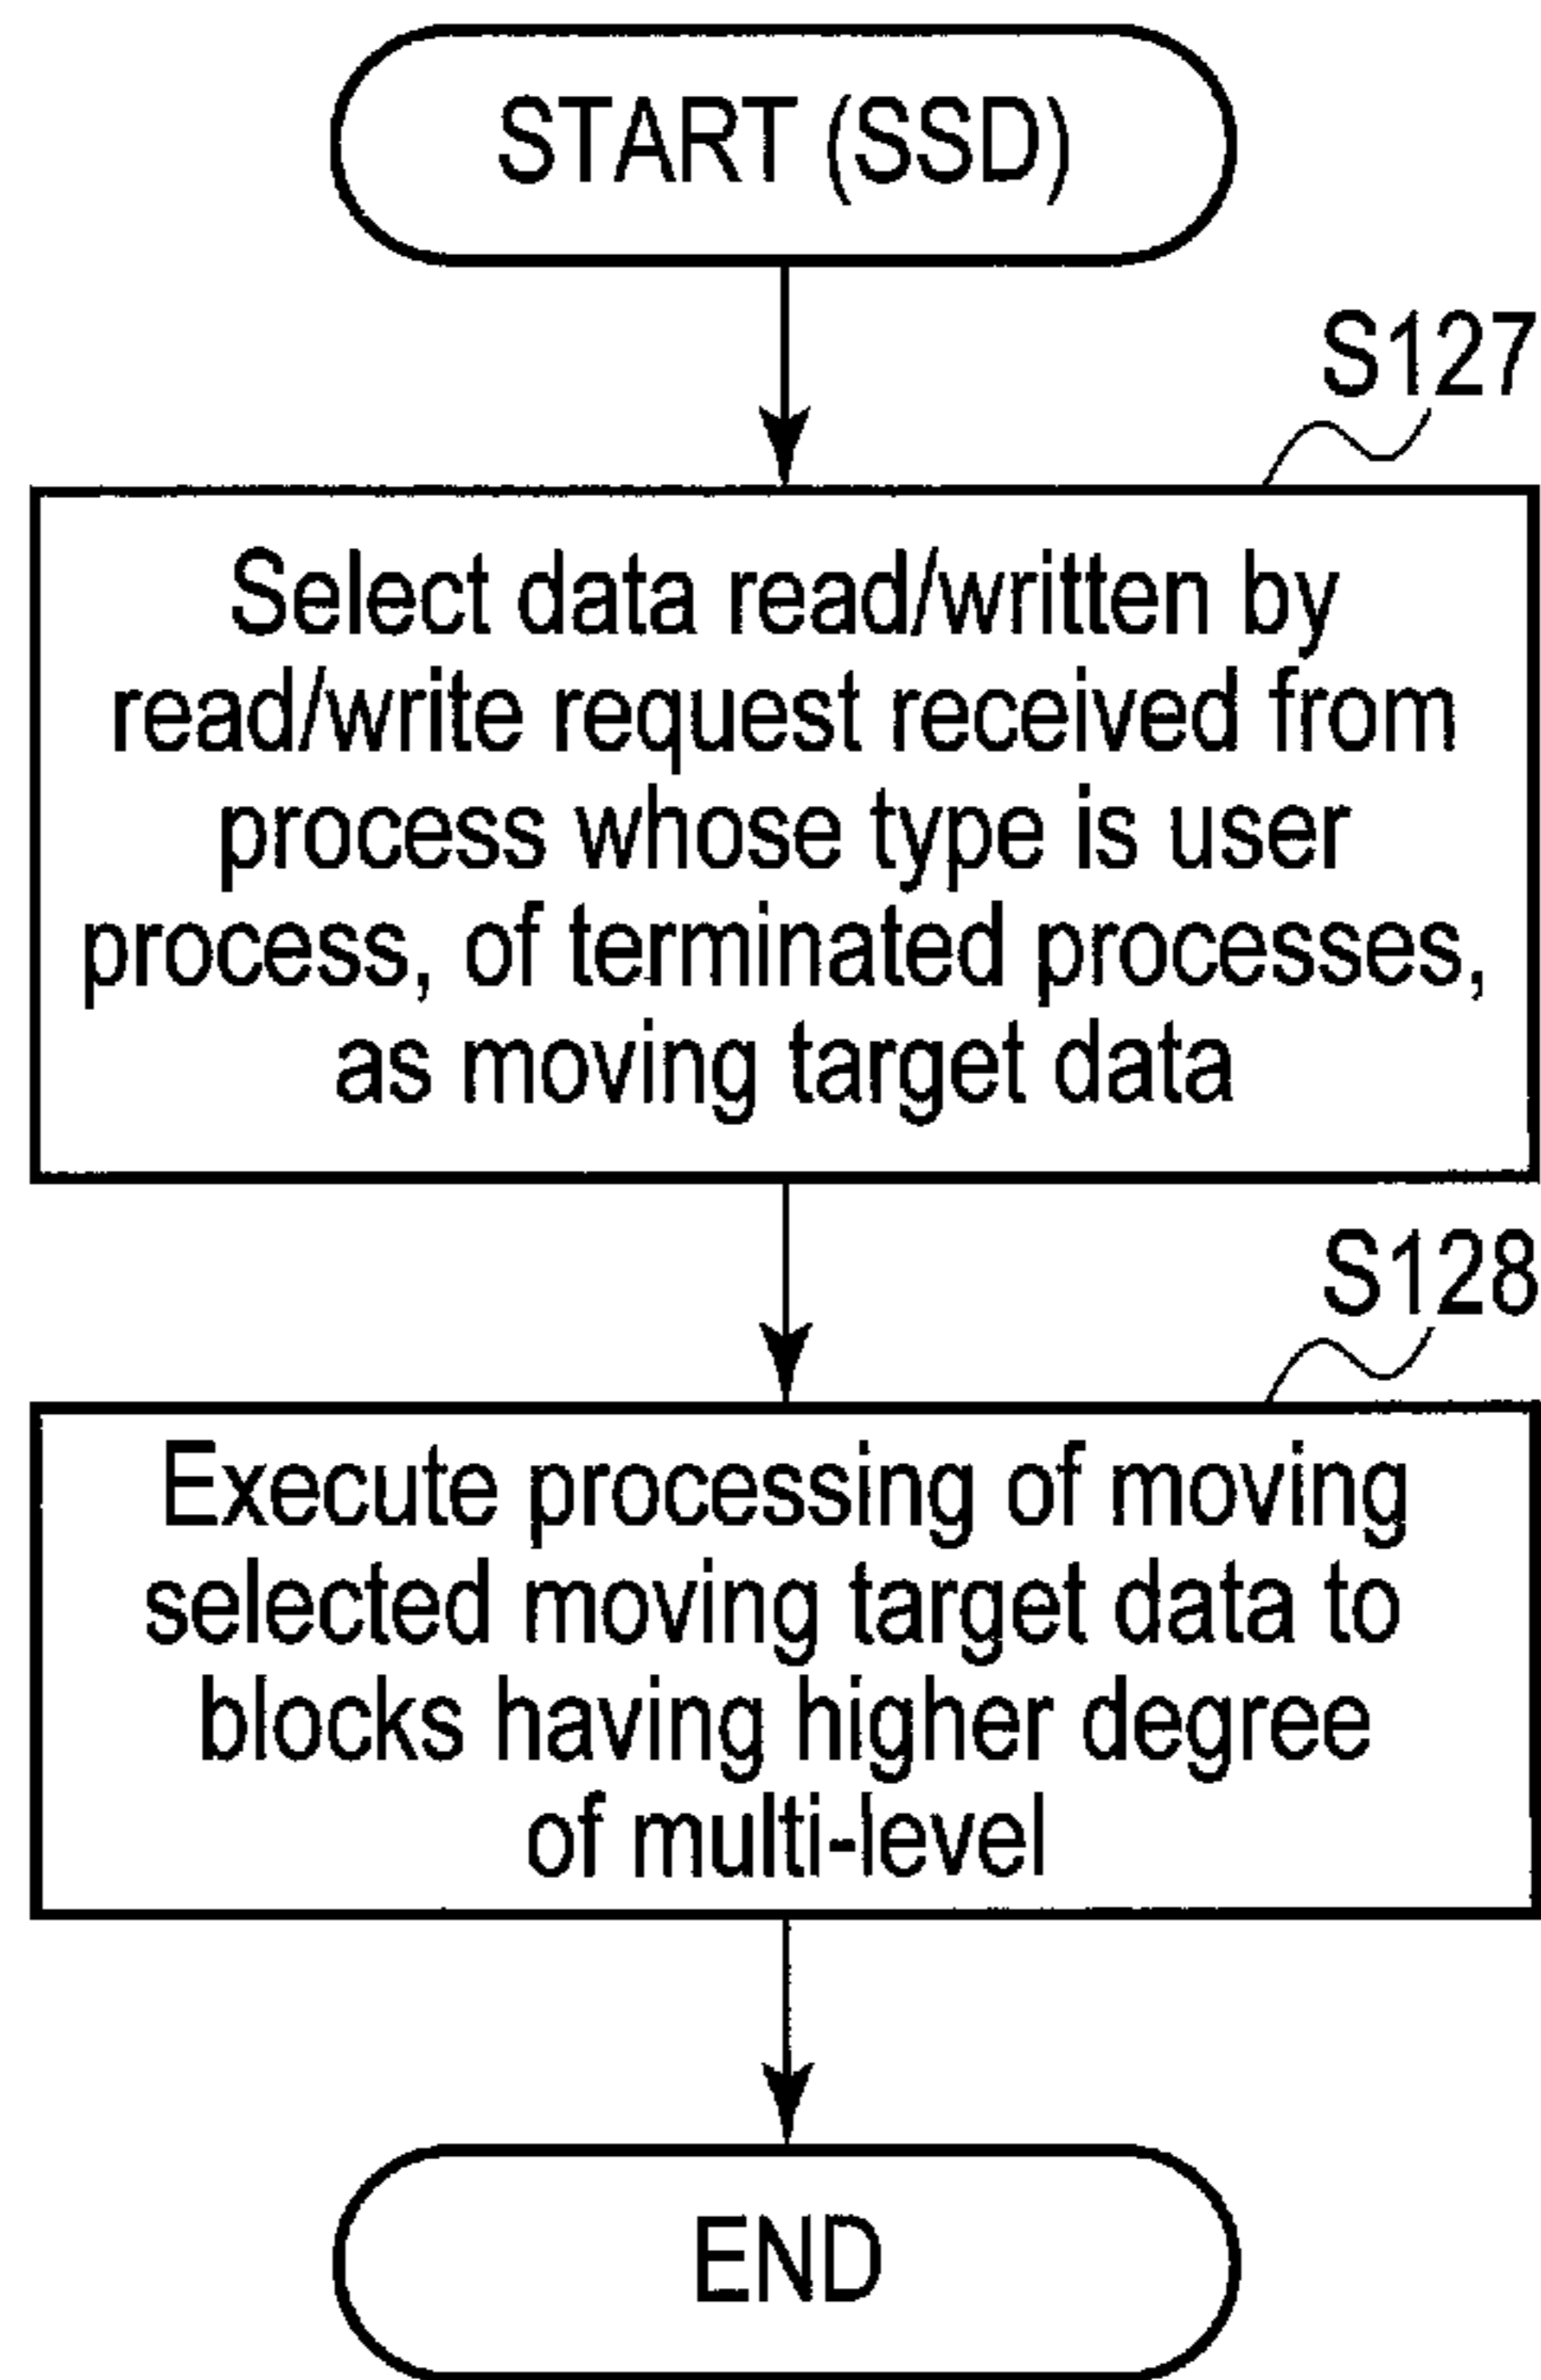 START (SSD)
S127
Select data read/written by
read/write request received from
process whose type is user
process, of terminated processes,
as moving target data
S128
Execute processing of moving
selected moving target data to
blocks having higher degree
of multi-level
END